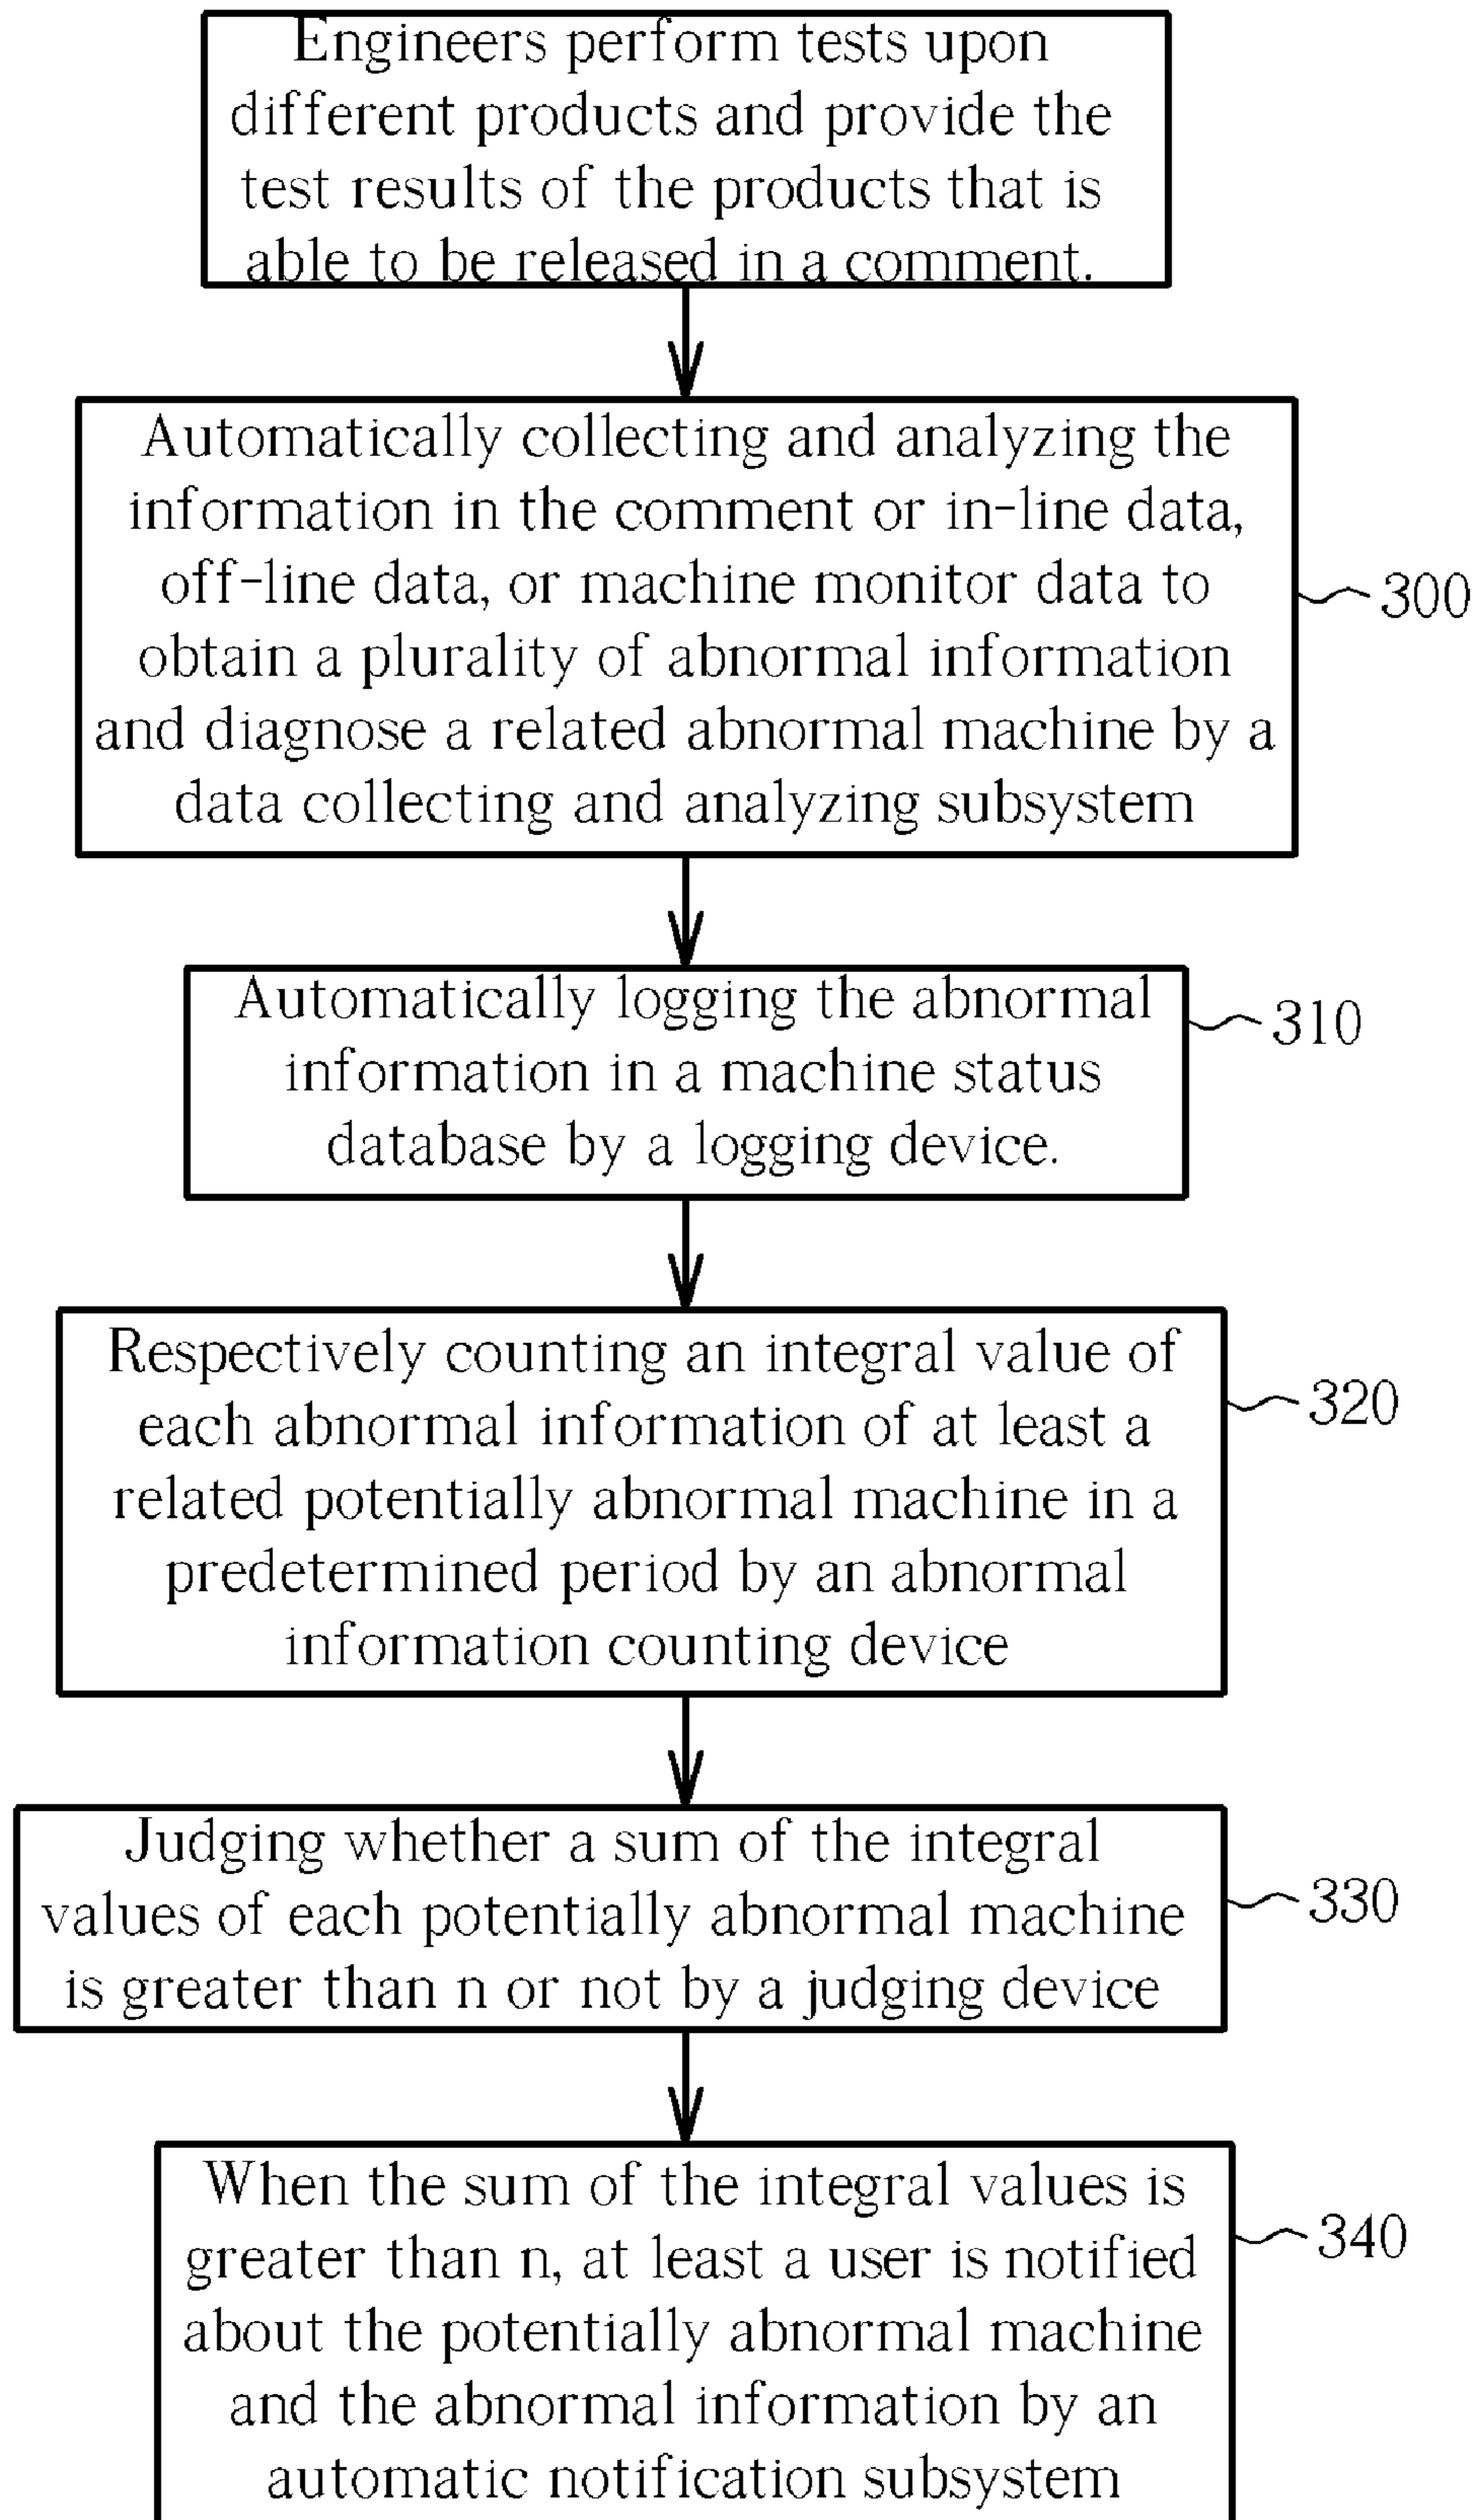 Engineers perform tests upon
different products and provide the
test results of the products that is
able to be released in a comment.
Automatically collecting and analyzing the
information in the comment or in-line data,
off-line data, or machine monitor data to
obtain a plurality of abnormal information
and diagnose a related abnormal machine by a
data collecting and analyzing subsystem
300
Automatically logging the abnormal
information in a machine status
database by a logging device.
310
Respectively counting an integral value of
each abnormal information of at least a
related potentially abnormal machine in a
predetermined period by an abnormal
information counting device
320
Judging whether a sum of the integral
values of each potentially abnormal machine
is greater than n or not by a judging device
330
When the sum of the integral values is
greater than n, at least a user is notified
about the potentially abnormal machine
and the abnormal information by an
automatic notification subsystem
340